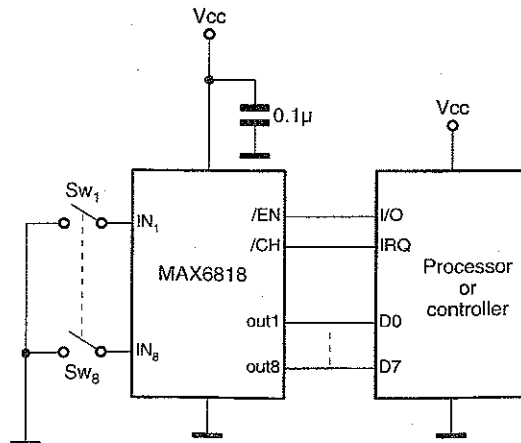 Vcc
0.1µ
Vcc
Sw1
IN1
/EN
I/O
/CH
IRQ
MAX6818
Processor
or
controller
out1
D0
IN8
out8
D7
Sw8